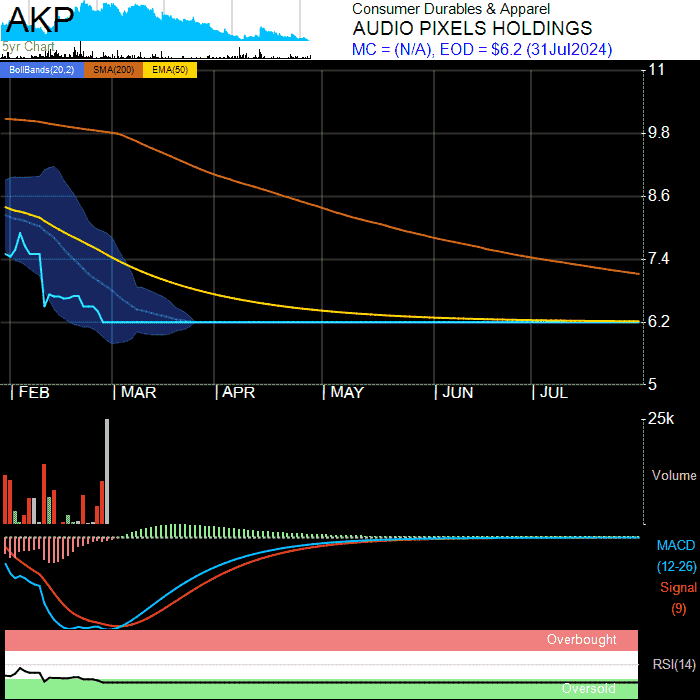 AKP
5yr Chart
Consumer Durables & Apparel
AUDIO PIXELS HOLDINGS
MC = (N/A), EOD = $6.2 (31Jul2024)
BollBands(20,2) SMA(200) EMA(50)
11
9.8
8.6
7.4
6.2
5
FEB MAR APR MAY JUN JUL
25k
Volume
MACD
(12-26)
Signal
(9)
Overbought
RSI(14)
Oversold